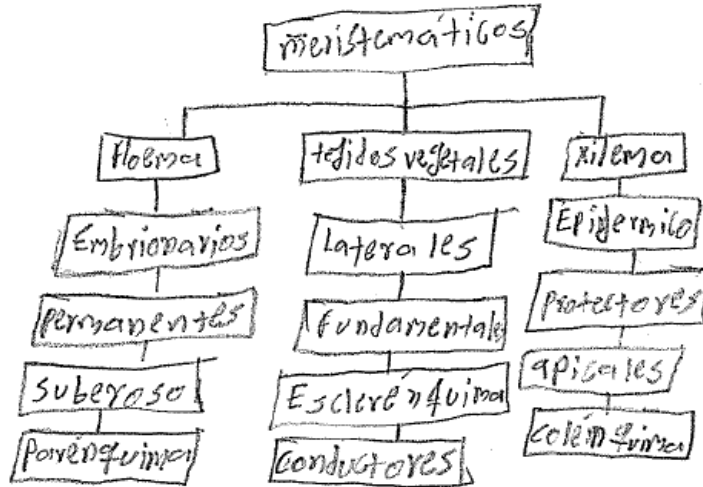 meristemáticos
floema
tejidos vegetales
xilema
Embrionarios
Laterales
Epidermico
permanentes
fundamentales
protectores
suberoso
Esclerénquima
apicales
parénquima
conductores
colénquima